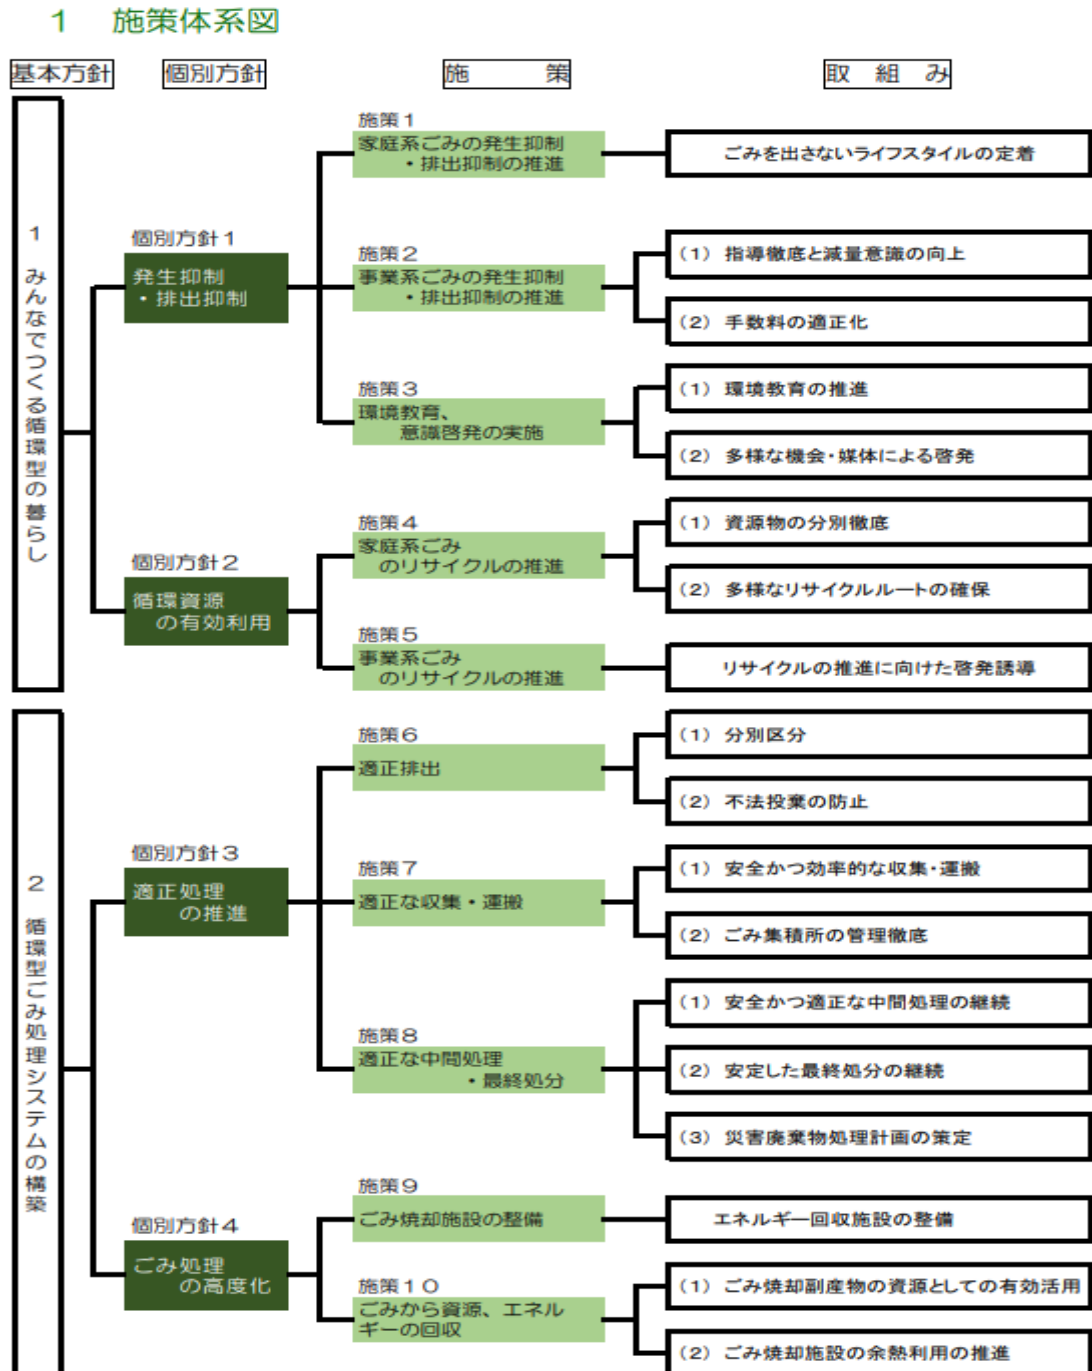 1 施策体系図
基本方針 個別方針 施 策 取 組 み
1 みんなでつくる循環型の暮らし
個別方針1
発生抑制
・排出抑制
施策1
家庭系ごみの発生抑制
・排出抑制の推進
ごみを出さないライフスタイルの定着
施策2
事業系ごみの発生抑制
・排出抑制の推進
(1) 指導徹底と減量意識の向上
(2) 手数料の適正化
施策3
環境教育、
意識啓発の実施
(1) 環境教育の推進
(2) 多様な機会・媒体による啓発
個別方針2
循環資源
の有効利用
施策4
家庭系ごみ
のリサイクルの推進
(1) 資源物の分別徹底
(2) 多様なリサイクルルートの確保
施策5
事業系ごみ
のリサイクルの推進
リサイクルの推進に向けた啓発誘導
2 循環型ごみ処理システムの構築
個別方針3
適正処理
の推進
施策6
適正排出
(1) 分別区分
(2) 不法投棄の防止
施策7
適正な収集・運搬
(1) 安全かつ効率的な収集・運搬
(2) ごみ集積所の管理徹底
施策8
適正な中間処理
・最終処分
(1) 安全かつ適正な中間処理の継続
(2) 安定した最終処分の継続
(3) 災害廃棄物処理計画の策定
個別方針4
ごみ処理
の高度化
施策9
ごみ焼却施設の整備
エネルギー回収施設の整備
施策10
ごみから資源、エネル
ギーの回収
(1) ごみ焼却副産物の資源としての有効活用
(2) ごみ焼却施設の余熱利用の推進